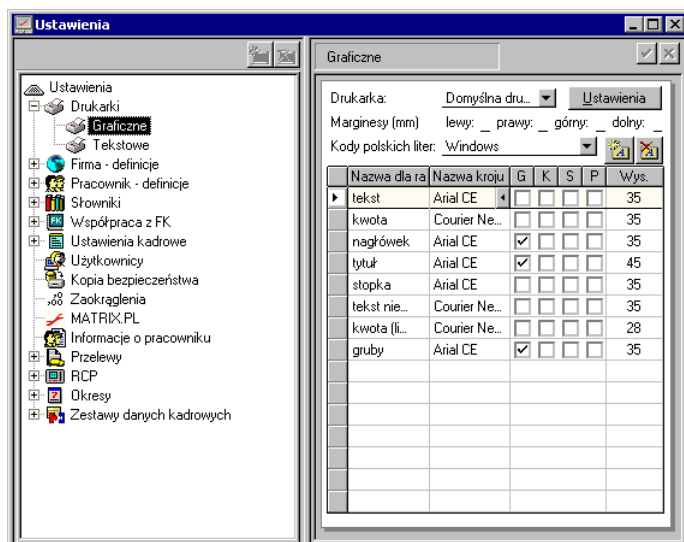 Ustawienia
Ustawienia
Drukarki
Graficzne
Tekstowe
Firma - definicje
Pracownik - definicje
Słowniki
Współpraca z FK
Ustawienia kadrowe
Użytkownicy
Kopia bezpieczeństwa
Zaokrąglenia
MATRIX.PL
Informacje o pracowniku
Przelewy
RCP
Okresy
Zestawy danych kadrowych
Graficzne
Drukarka: Domyślna dru... Ustawienia
Marginesy (mm) lewy: _ prawy: _ górny: _ dolny: _
Kody polskich liter: Windows
Nazwa dla ra Nazwa kroju G K S P Wys.
tekst Arial CE 35
kwota Courier Ne... 35
nagłówek Arial CE 35
tytuł Arial CE 45
stopka Arial CE 35
tekst nie... Courier Ne... 35
kwota (li... Courier Ne... 28
gruby Arial CE 35